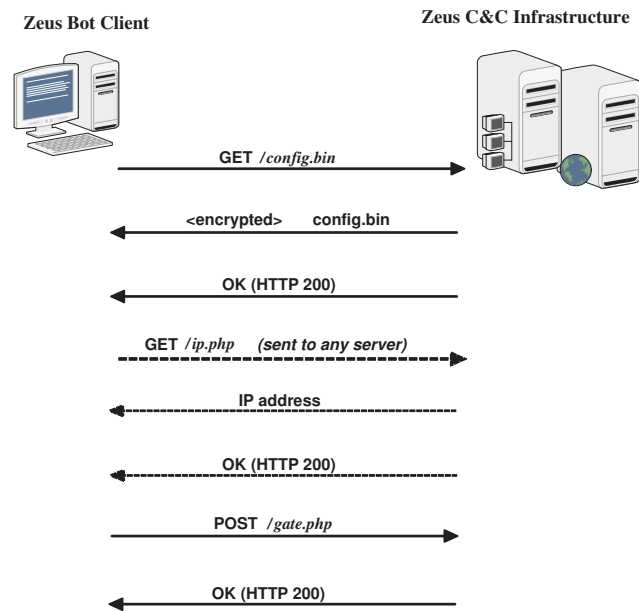 Zeus Bot Client
Zeus C&C Infrastructure
GET /config.bin
<encrypted> config.bin
OK (HTTP 200)
GET /ip.php (sent to any server)
IP address
OK (HTTP 200)
POST /gate.php
OK (HTTP 200)